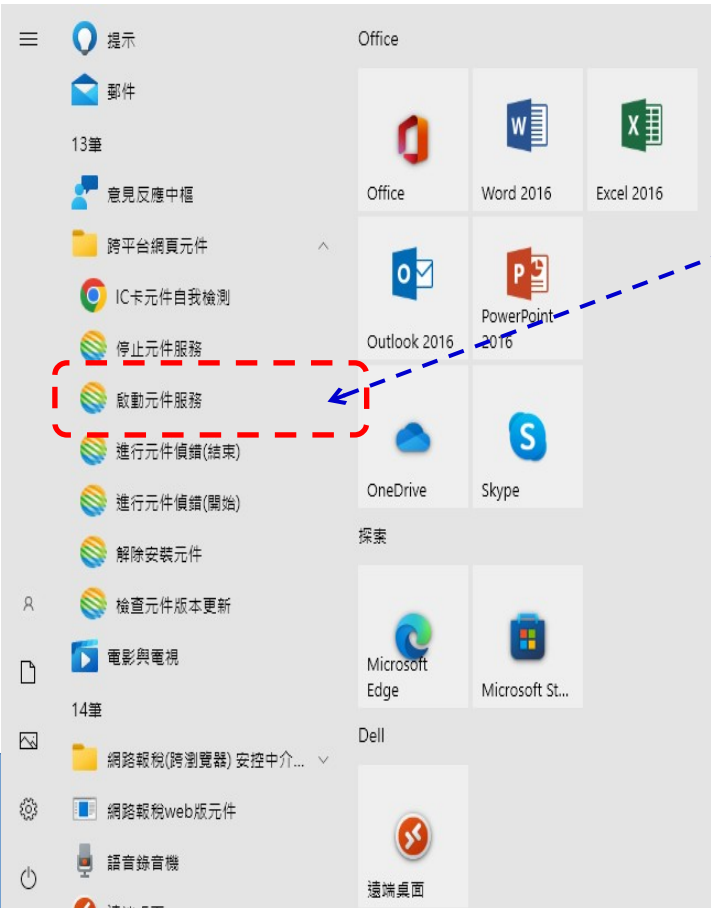 提示
郵件
13筆
意見反應中樞
跨平台網頁元件
IC卡元件自我檢測
停止元件服務
啟動元件服務
進行元件偵錯(結束)
進行元件偵錯(開始)
解除安裝元件
檢查元件版本更新
電影與電視
14筆
網路報稅(跨瀏覽器) 安控中介...
網路報稅web版元件
語音錄音機
Office
Office
Word 2016
Excel 2016
Outlook 2016
PowerPoint
2016
OneDrive
Skype
探索
Microsoft
Edge
Microsoft St...
Dell
遠端桌面